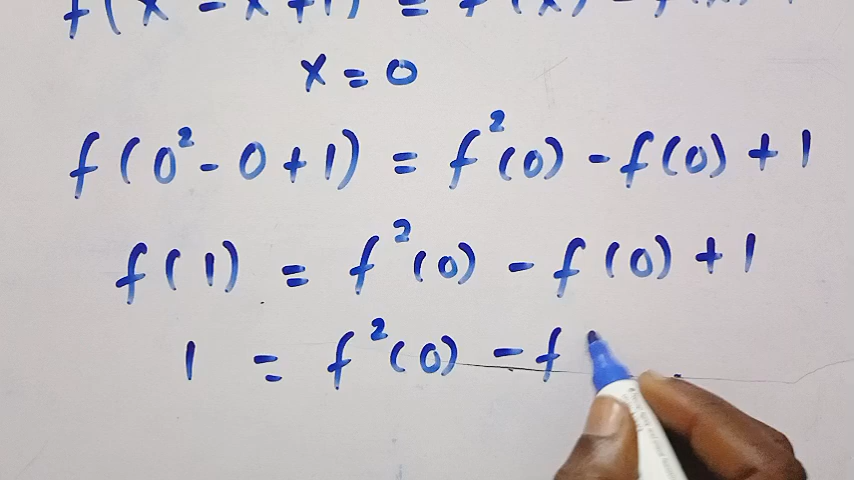 x = 0
f(0² - 0 + 1) = f²(0) - f(0) + 1
f(1) = f²(0) - f(0) + 1
1 = f²(0) - f